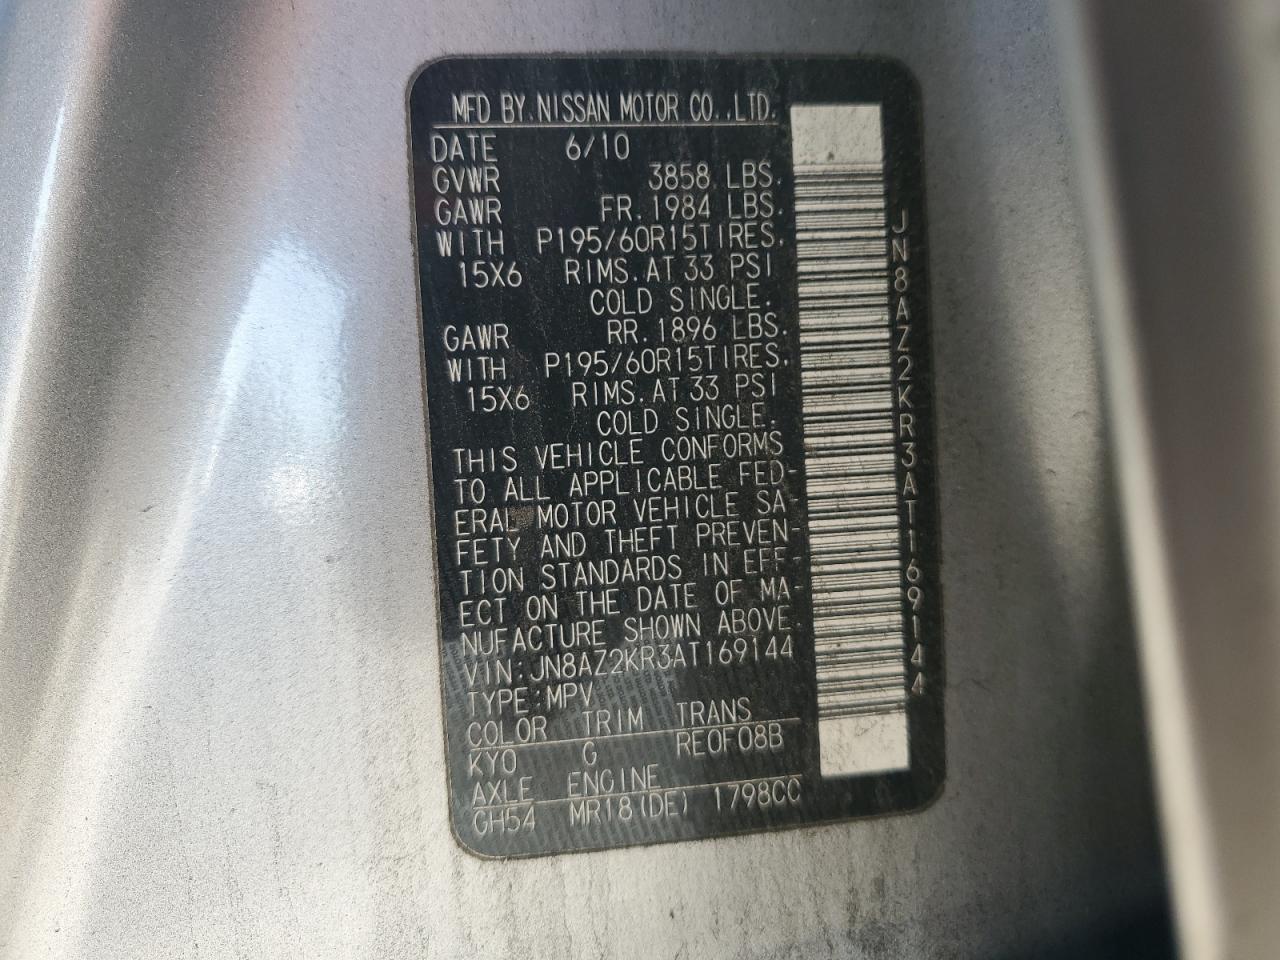 MFD BY.NISSAN MOTOR CO.,LTD.
DATE 6/10
GVWR 3858 LBS.
GAWR FR.1984 LBS.
WITH P195/60R15TIRES.
15X6 RIMS.AT 33 PSI
COLD SINGLE.
GAWR RR.1896 LBS.
WITH P195/60R15TIRES.
15X6 RIMS.AT 33 PSI
COLD SINGLE.
THIS VEHICLE CONFORMS
TO ALL APPLICABLE FED-
ERAL MOTOR VEHICLE SA-
FETY AND THEFT PREVEN-
TION STANDARDS IN EFF-
ECT ON THE DATE OF MA-
NUFACTURE SHOWN ABOVE.
VIN:JN8AZ2KR3AT169144
TYPE:MPV
COLOR TRIM TRANS
KY0 G RE0F08B
AXLE ENGINE
GH54 MR18(DE) 1798CC
JN8AZ2KR3AT169144